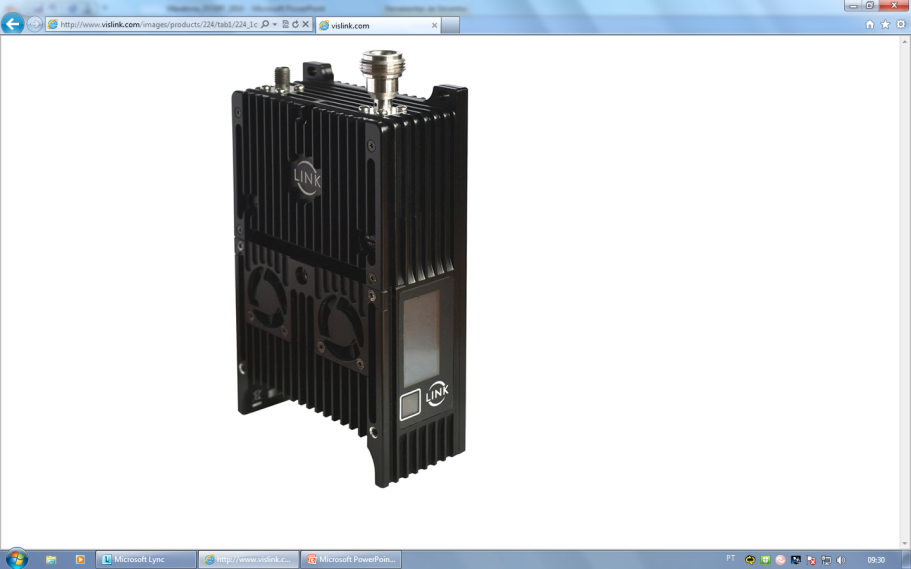 http://www.vislink.com/images/products/224/tab1/224_1c
vislink.com
LINK
LINK
Microsoft Lync
http://www.vislink.c...
Microsoft PowerPoin...
PT
09:30